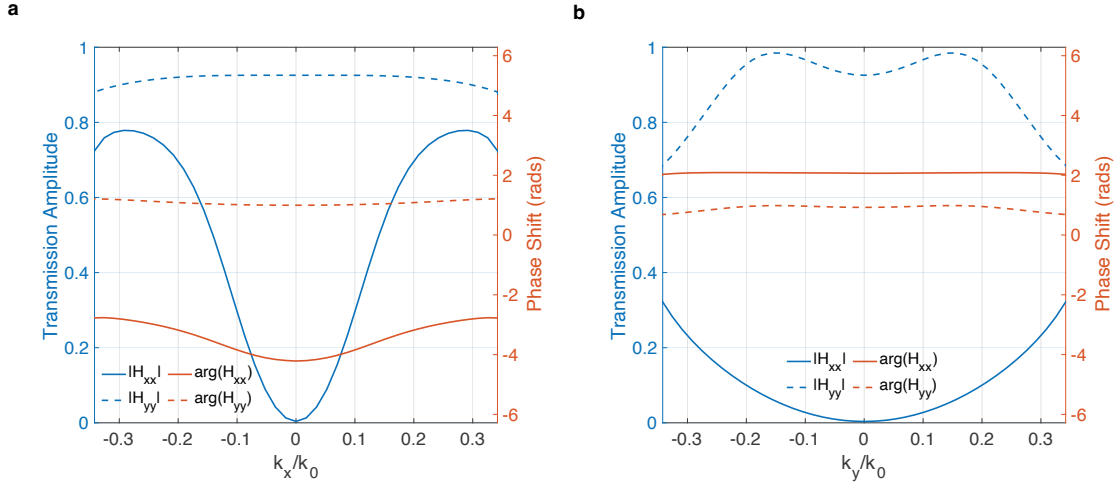 a
1
0.8
0.6
0.4
0.2
0
Transmission Amplitude
6
4
2
0
-2
-4
-6
Phase Shift (rads)
|H_xx| arg(H_xx)
|H_yy| arg(H_yy)
-0.3 -0.2 -0.1 0 0.1 0.2 0.3
k_x/k_0
b
1
0.8
0.6
0.4
0.2
0
Transmission Amplitude
6
4
2
0
-2
-4
-6
Phase Shift (rads)
|H_xx| arg(H_xx)
|H_yy| arg(H_yy)
-0.3 -0.2 -0.1 0 0.1 0.2 0.3
k_y/k_0